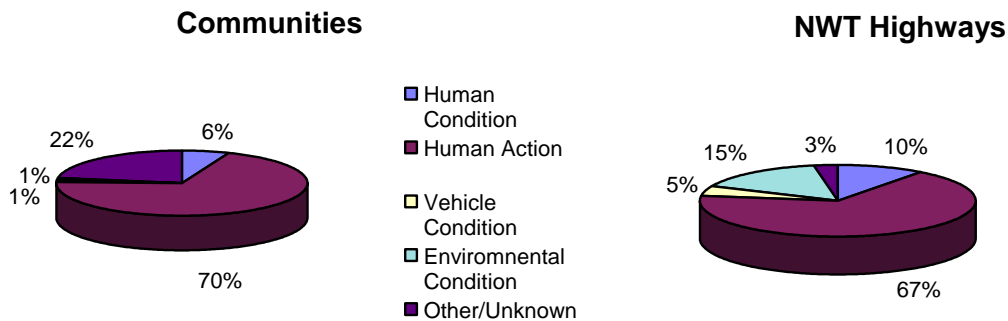 Communities
22%
6%
1%
1%
70%
Human
Condition
Human Action
Vehicle
Condition
Enviromnental
Condition
Other/Unknown
NWT Highways
15%
3%
10%
5%
67%